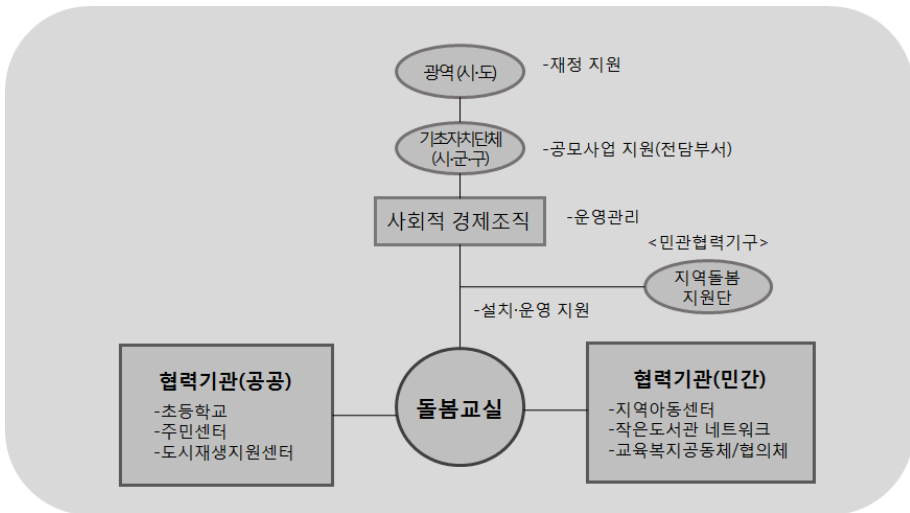 광역(시·도)
-재정 지원
기초자치단체
(시·군·구)
-공모사업 지원(전담부서)
사회적 경제조직
-운영관리
<민관협력기구>
지역돌봄
지원단
-설치·운영 지원
협력기관(공공)
-초등학교
-주민센터
-도시재생지원센터
돌봄교실
협력기관(민간)
-지역아동센터
-작은도서관 네트워크
-교육복지공동체/협의체